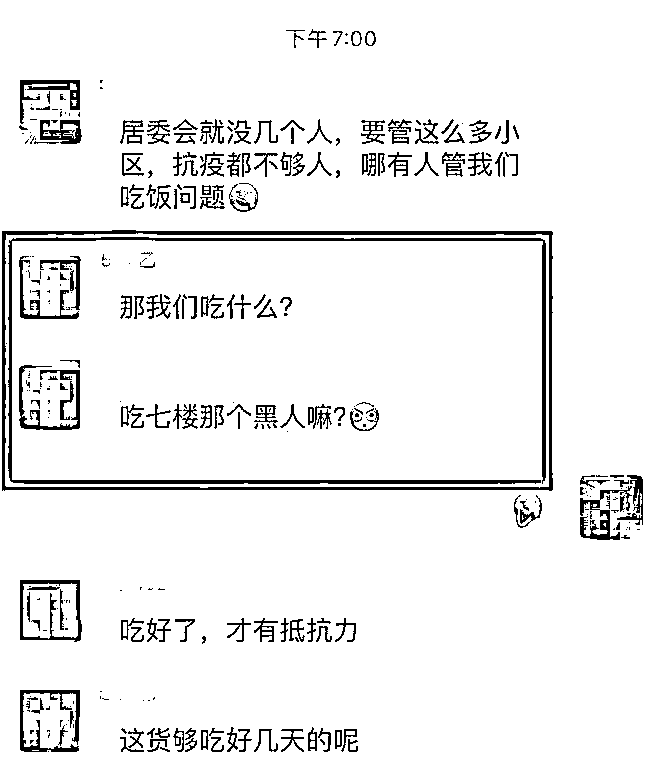 下午7:00
居委会就没几个人，要管这么多小
区，抗疫都不够人，哪有人管我们
吃饭问题
乙
那我们吃什么？
吃七楼那个黑人嘛？
吃好了，才有抵抗力
这货够吃好几天的呢